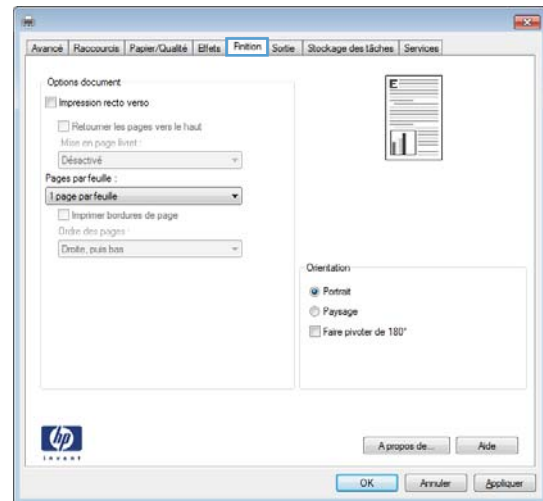 Avancé Raccourcis Papier/Qualité Effets Finition Sortie Stockage des tâches Services
Options document
Impression recto verso
Retourner les pages vers le haut
Mise en page livret :
Désactivé
Pages par feuille :
1 page par feuille
Imprimer bordures de page
Ordre des pages :
Droite, puis bas
E
Orientation
Portrait
Paysage
Faire pivoter de 180°
hp
invent
A propos de...
Aide
OK
Annuler
Appliquer